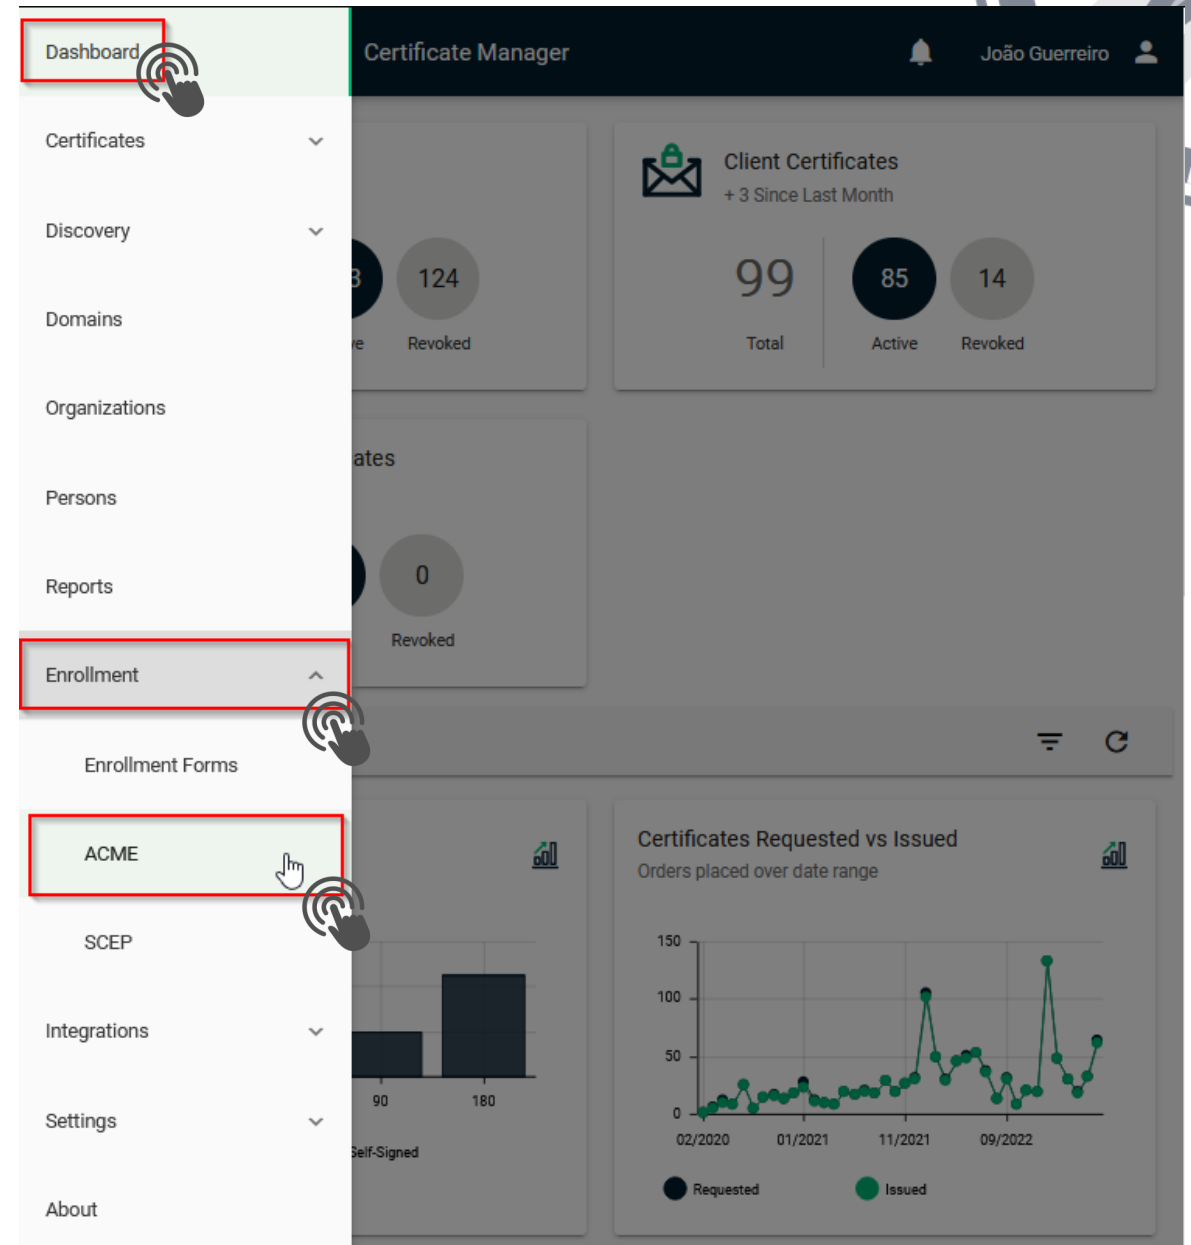 Dashboard
Certificate Manager
João Guerreiro
Certificates
Discovery
Domains
Organizations
Persons
Reports
Enrollment
Enrollment Forms
ACME
SCEP
Integrations
Settings
About
3
124
Revoked
Client Certificates
+ 3 Since Last Month
99
85
14
Total
Active
Revoked
ates
0
Revoked
90
180
Self-Signed
Certificates Requested vs Issued
Orders placed over date range
150
100
50
0
02/2020
01/2021
11/2021
09/2022
Requested
Issued